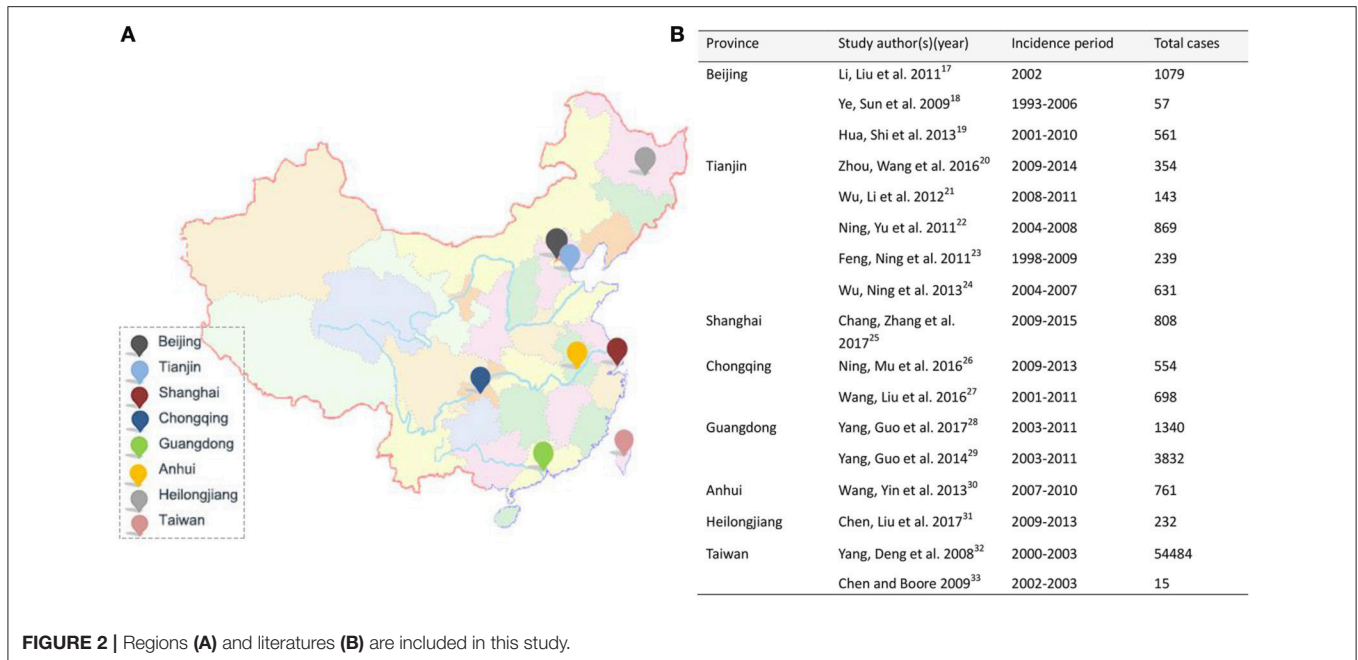 A
Beijing
Tianjin
Shanghai
Chongqing
Guangdong
Anhui
Heilongjiang
Taiwan
B
Province Study author(s)(year) Incidence period Total cases
Beijing Li, Liu et al. 201117 2002 1079
Ye, Sun et al. 200918 1993-2006 57
Hua, Shi et al. 201319 2001-2010 561
Tianjin Zhou, Wang et al. 201620 2009-2014 354
Wu, Li et al. 201221 2008-2011 143
Ning, Yu et al. 201122 2004-2008 869
Feng, Ning et al. 201123 1998-2009 239
Wu, Ning et al. 201324 2004-2007 631
Shanghai Chang, Zhang et al. 2009-2015 808
201725
Chongqing Ning, Mu et al. 201626 2009-2013 554
Wang, Liu et al. 201627 2001-2011 698
Guangdong Yang, Guo et al. 201728 2003-2011 1340
Yang, Guo et al. 201429 2003-2011 3832
Anhui Wang, Yin et al. 201330 2007-2010 761
Heilongjiang Chen, Liu et al. 201731 2009-2013 232
Taiwan Yang, Deng et al. 200832 2000-2003 54484
Chen and Boore 200933 2002-2003 15
FIGURE 2 | Regions (A) and literatures (B) are included in this study.